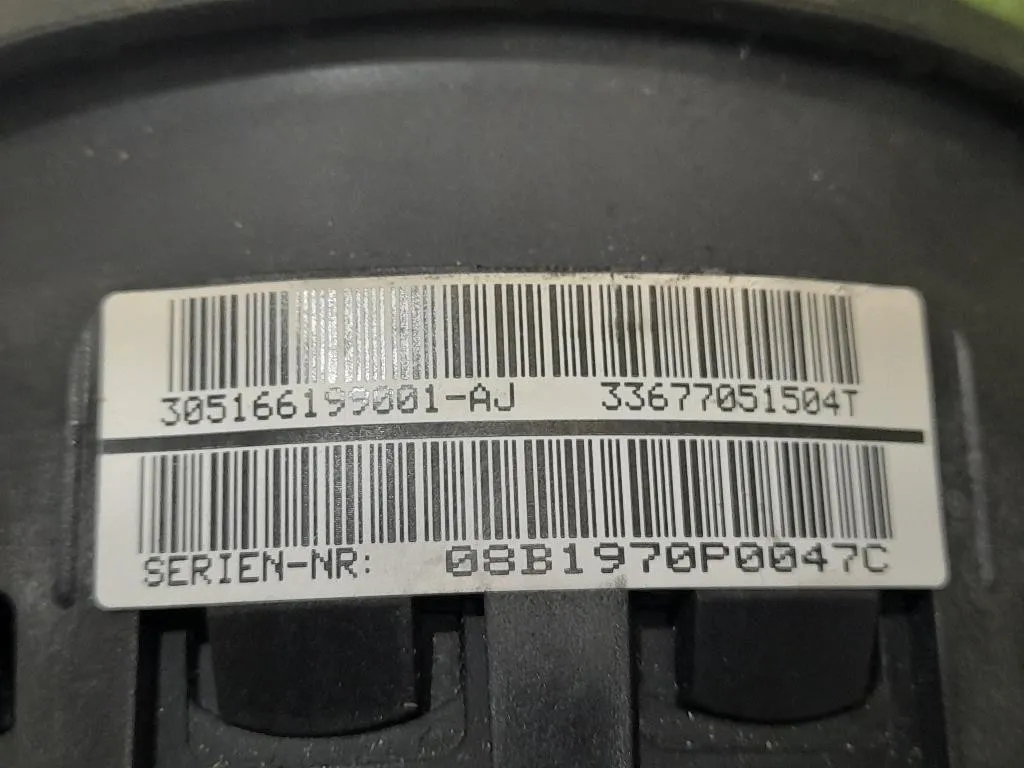 305166199001-AJ 33677051504T
SERIEN-NR: 08B1970P0047C